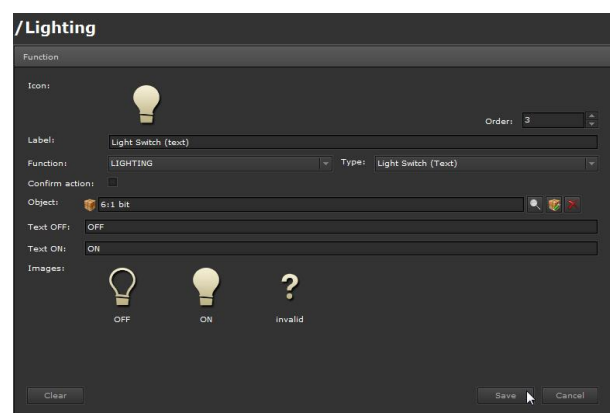 /Lighting
Function
Icon:
Order: 3
Label: Light Switch (text)
Function: LIGHTING Type: Light Switch (Text)
Confirm action:
Object: 6:1 bit
Text OFF: OFF
Text ON: ON
Images:
OFF ON invalid
Clear Save Cancel